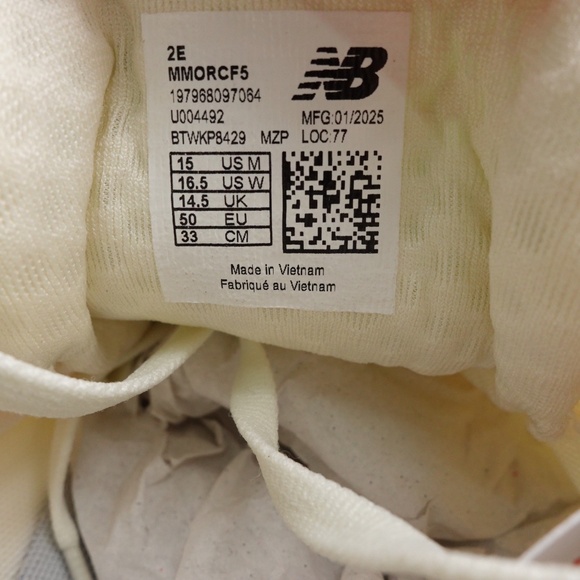 2E
NB
MMORCF5
197968097064
U004492 MFG:01/2025
BTWKP8429 MZP LOC:77
15 US M
16.5 US W
14.5 UK
50 EU
33 CM
Made in Vietnam
Fabriqué au Vietnam